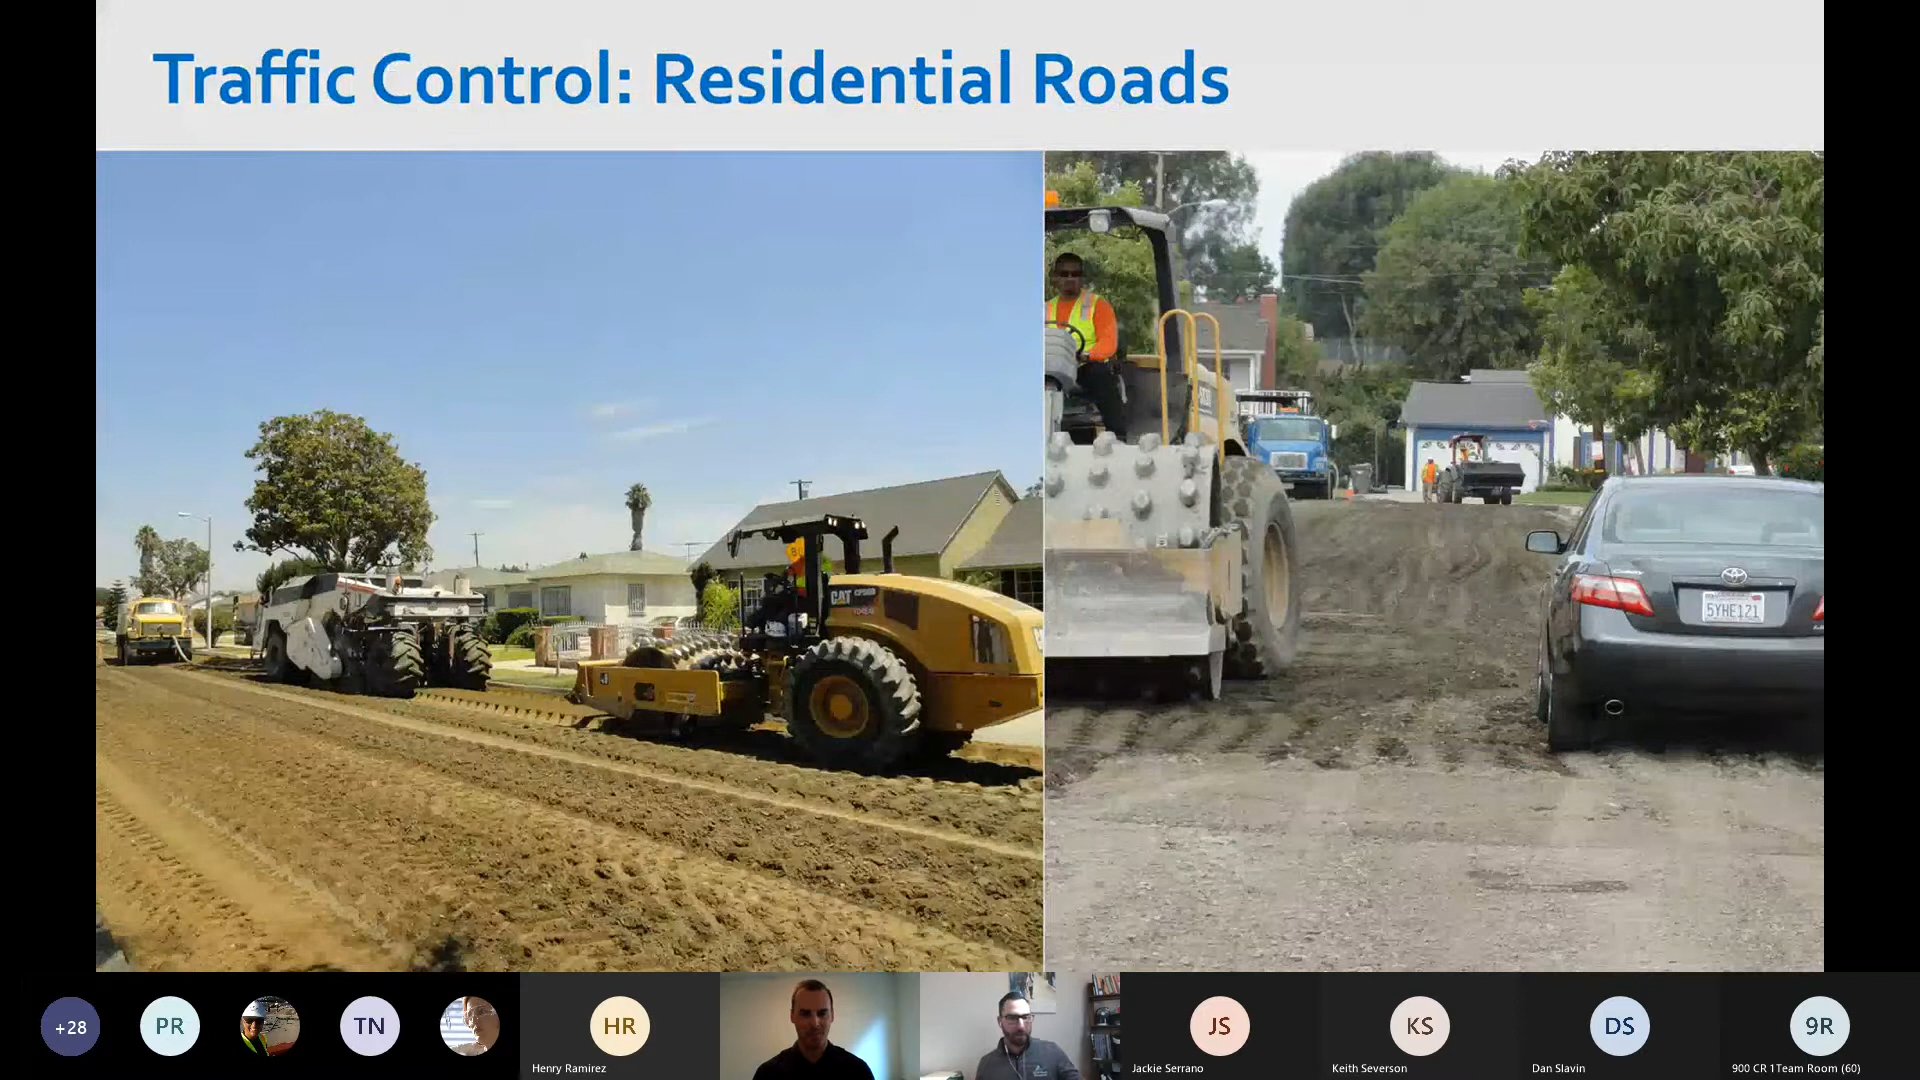 Traffic Control: Residential Roads
CAT
5YHE121
+28
PR
TN
HR
Henry Ramirez
JS
Jackie Serrano
KS
Keith Severson
DS
Dan Slavin
9R
900 CR 1Team Room (60)